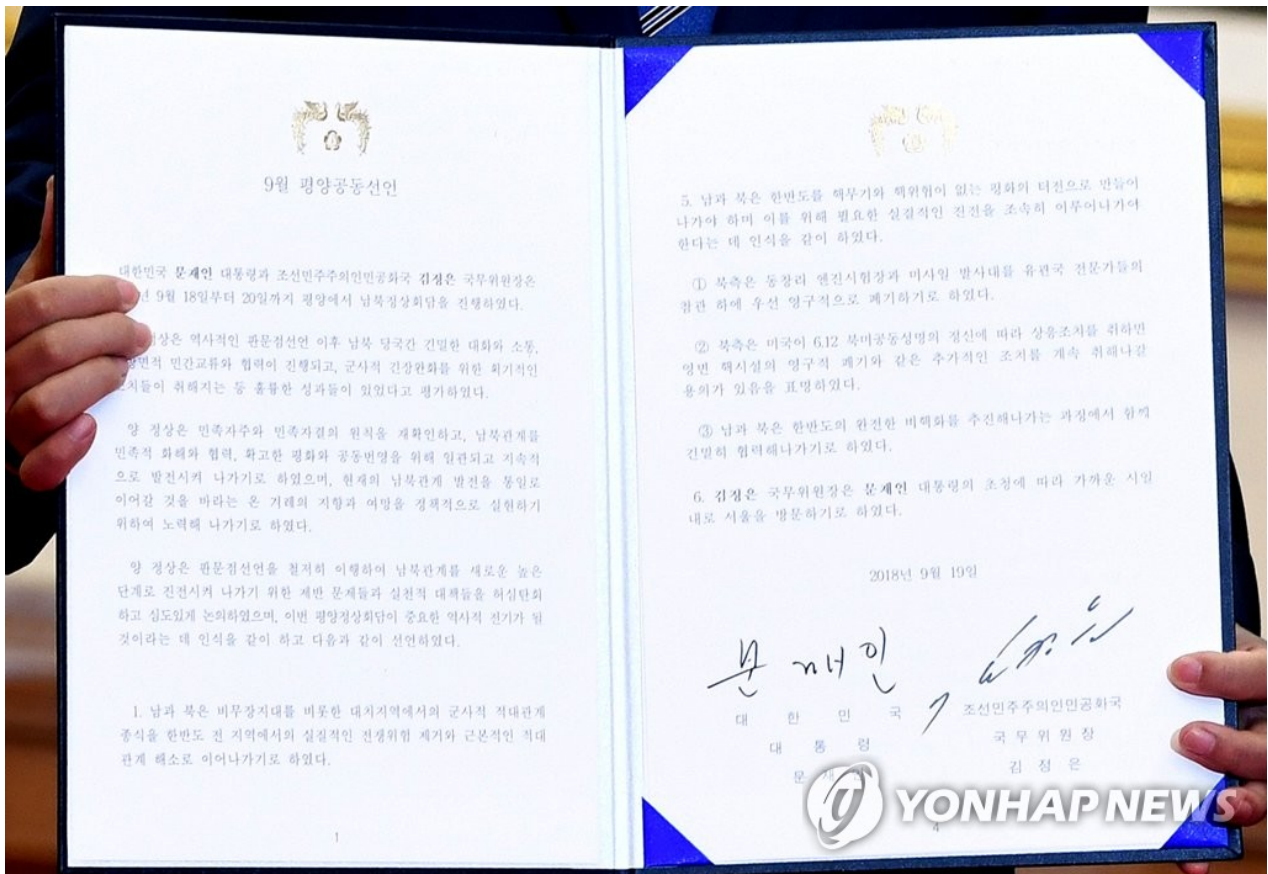 9월 평양공동선언
대한민국 문재인 대통령과 조선민주주의인민공화국 김정은 국무위원장은
년 9월 18일부터 20일까지 평양에서 남북정상회담을 진행하였다.
정상은 역사적인 판문점선언 이후 남북 당국간 긴밀한 대화와 소통,
민간교류와 협력이 진행되고, 군사적 긴장완화를 위한 획기적인
취해지는 등 훌륭한 성과들이 있었다고 평가하였다.
양 정상은 민족자주와 민족자결의 원칙을 재확인하고, 남북관계를
민족적 화해와 협력, 확고한 평화와 공동번영을 위해 일관되고 지속적
으로 발전시켜 나가기로 하였으며, 현재의 남북관계 발전을 통일로
이어갈 것을 바라는 온 겨레의 지향과 여망을 정책적으로 실현하기
위하여 노력해 나가기로 하였다.
양 정상은 판문점선언을 철저히 이행하여 남북관계를 새로운 높은
단계로 진전시켜 나가기 위한 제반 문제들과 실천적 대책들을 허심탄회
하고 심도있게 논의하였으며, 이번 평양정상회담이 중요한 역사적 전기가 될
것이라는 데 인식을 같이 하고 다음과 같이 선언하였다.
1. 남과 북은 비무장지대를 비롯한 대치지역에서의 군사적 적대관계
종식을 한반도 전 지역에서의 실질적인 전쟁위험 제거와 근본적인 적대
관계 해소로 이어나가기로 하였다.
1
5. 남과 북은 한반도를 핵무기와 핵위협이 없는 평화의 터전으로 만들어
나가야 하며 이를 위해 필요한 실질적인 진전을 조속히 이루어나가야
한다는 데 인식을 같이 하였다.
① 북측은 동창리 엔진시험장과 미사일 발사대를 유관국 전문가들의
참관 하에 우선 영구적으로 폐기하기로 하였다.
② 북측은 미국이 6.12 북미공동성명의 정신에 따라 상응조치를 취하면
영변 핵시설의 영구적 폐기와 같은 추가적인 조치를 계속 취해나갈
용의가 있음을 표명하였다.
③ 남과 북은 한반도의 완전한 비핵화를 추진해나가는 과정에서 함께
긴밀히 협력해나가기로 하였다.
6. 김정은 국무위원장은 문재인 대통령의 초청에 따라 가까운 시일
내로 서울을 방문하기로 하였다.
2018년 9월 19일
문재인
대 한 민 국
대 통 령
문 재
조선민주주의인민공화국
국 무 위 원 장
김 정 은
YONHAP NEWS
4